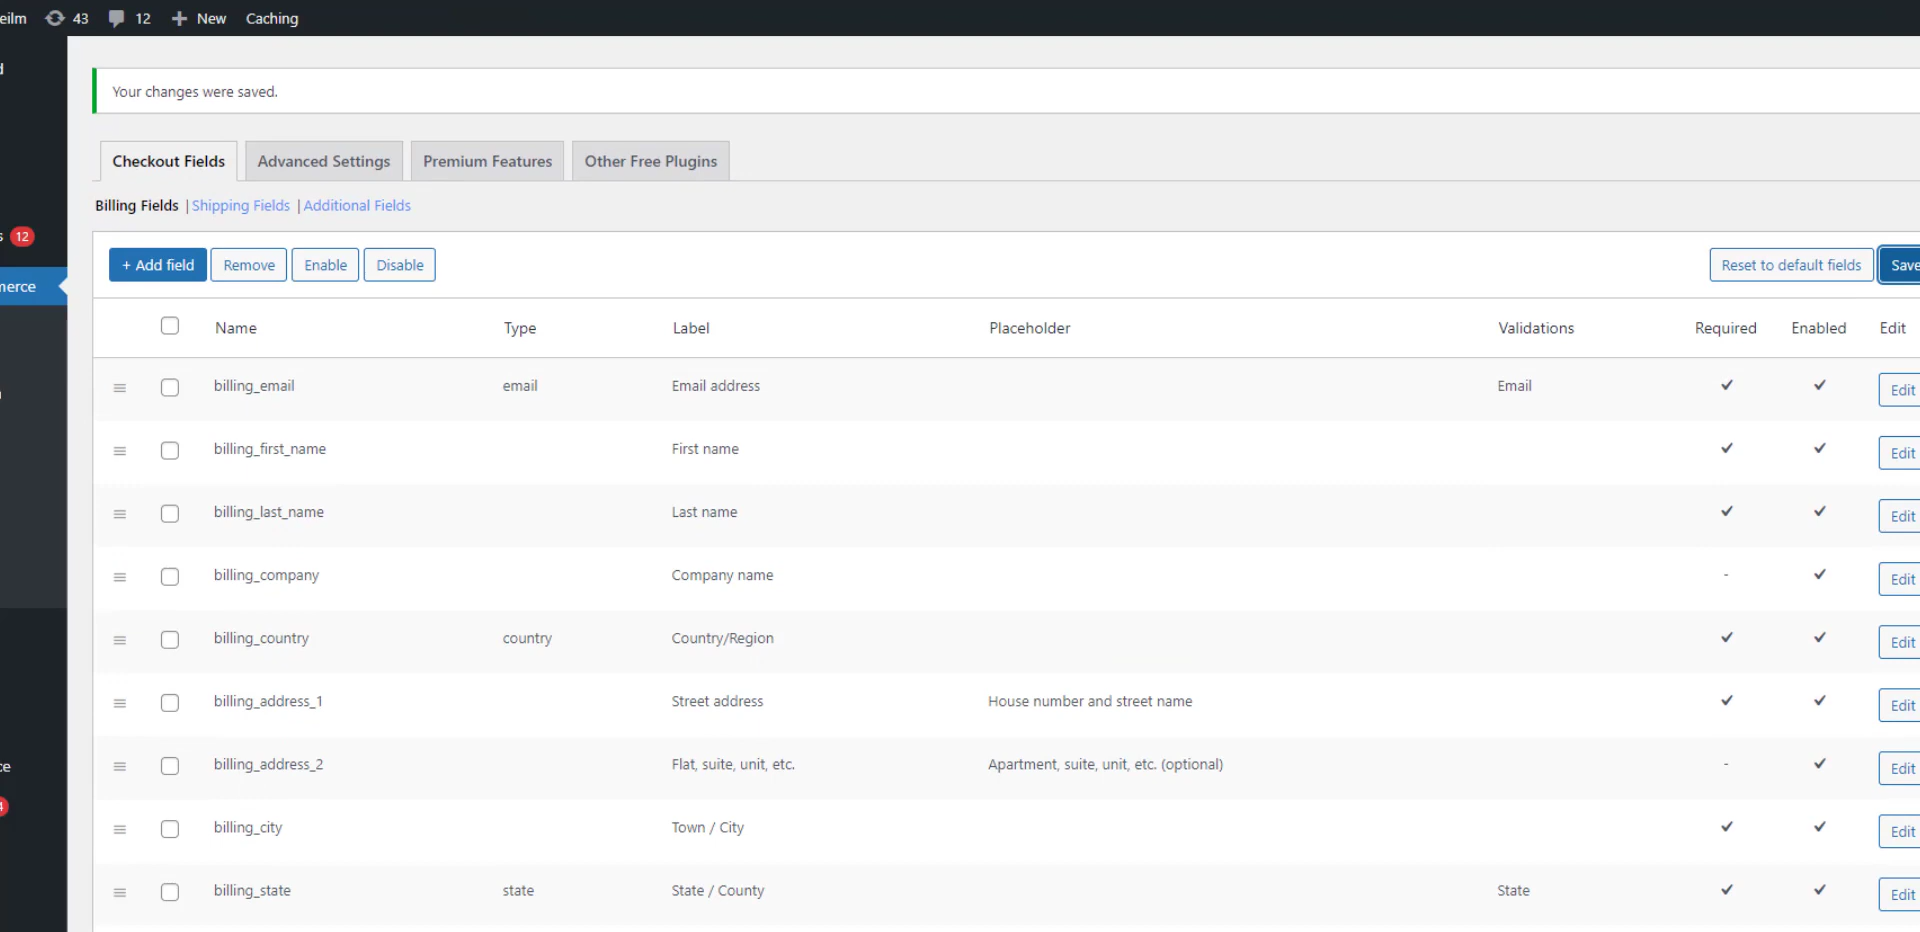 eilm 43 12 + New Caching
Your changes were saved.
Checkout Fields Advanced Settings Premium Features Other Free Plugins
Billing Fields | Shipping Fields | Additional Fields
12
+ Add field Remove Enable Disable Reset to default fields Save
merce
Name Type Label Placeholder Validations Required Enabled Edit
billing_email email Email address Email Edit
billing_first_name First name Edit
billing_last_name Last name Edit
billing_company Company name - Edit
billing_country country Country/Region Edit
billing_address_1 Street address House number and street name Edit
billing_address_2 Flat, suite, unit, etc. Apartment, suite, unit, etc. (optional) - Edit
ce
billing_city Town / City Edit
billing_state state State / County State Edit